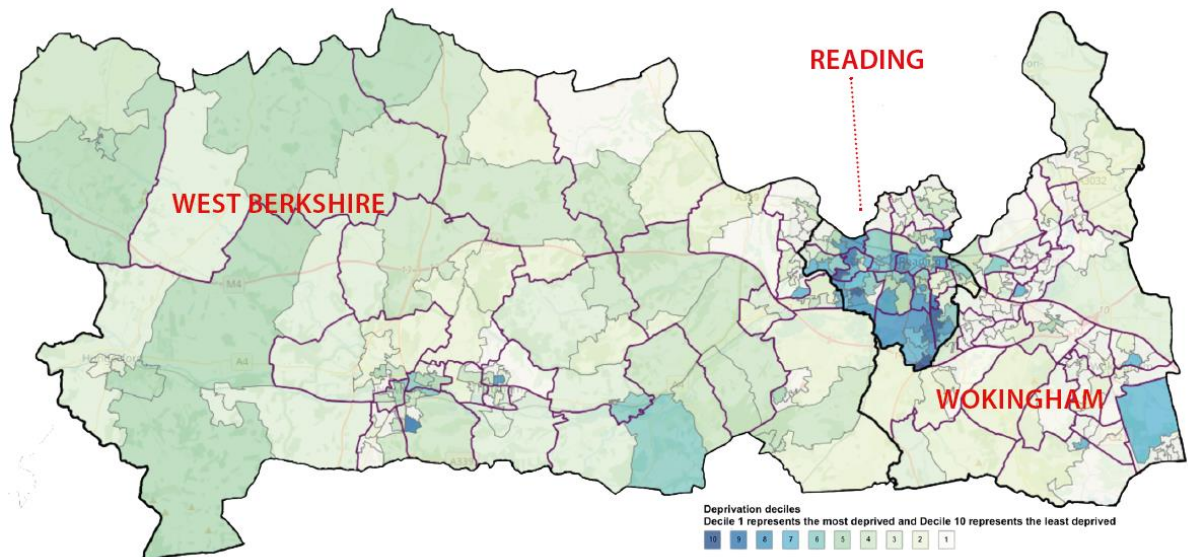 READING
WEST BERKSHIRE
M4
A4
WOKINGHAM
Deprivation deciles
Decile 1 represents the most deprived and Decile 10 represents the least deprived
10 9 8 7 6 5 4 3 2 1